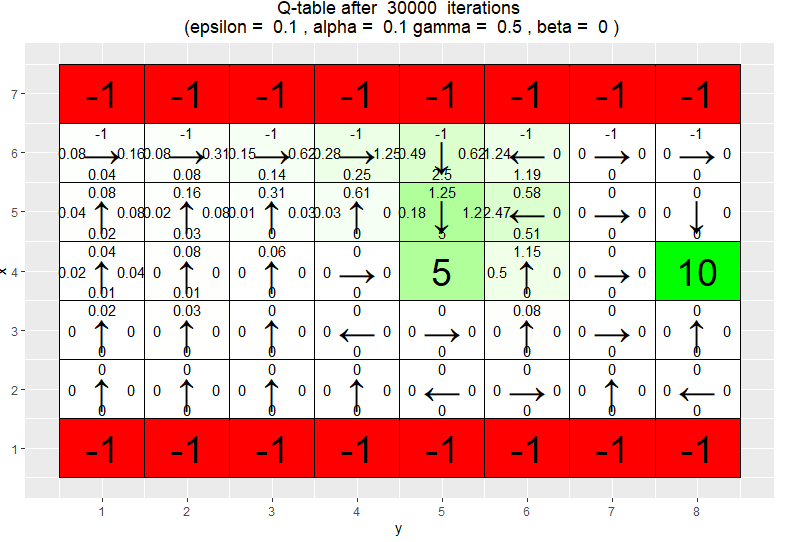 Q-table after 30000 iterations
(epsilon = 0.1 , alpha = 0.1 gamma = 0.5 , beta = 0 )
7 -1 -1 -1 -1 -1 -1 -1 -1
-1 -1 -1 -1 -1 -1 -1 -1
6 0.08 0.16 0.08 0.31 0.15 0.62 0.28 1.25 0.49 0.62 1.24 0 0 0 0 0
0.04 0.08 0.14 0.25 2.5 1.19 0 0
0.08 0.16 0.31 0.61 1.25 0.58 0 0
5 0.04 0.08 0.02 0.08 0.01 0.03 0.03 0 0.18 1.2 2.47 0 0 0 0 0
0.02 0.03 0 0 5 0.51 0 0
0.04 0.08 0.06 0 1.15 0
x 4 0.02 0.04 0 0 0 0 0 0 5 0.5 0 0 0 10
0.01 0.01 0 0 0 0
0.02 0.03 0 0 0 0.08 0 0
3 0 0 0 0 0 0 0 0 0 0 0 0 0 0 0 0
0 0 0 0 0 0 0 0
0 0 0 0 0 0 0 0
2 0 0 0 0 0 0 0 0 0 0 0 0 0 0 0 0
0 0 0 0 0 0 0 0
1 -1 -1 -1 -1 -1 -1 -1 -1
1 2 3 4 5 6 7 8
y